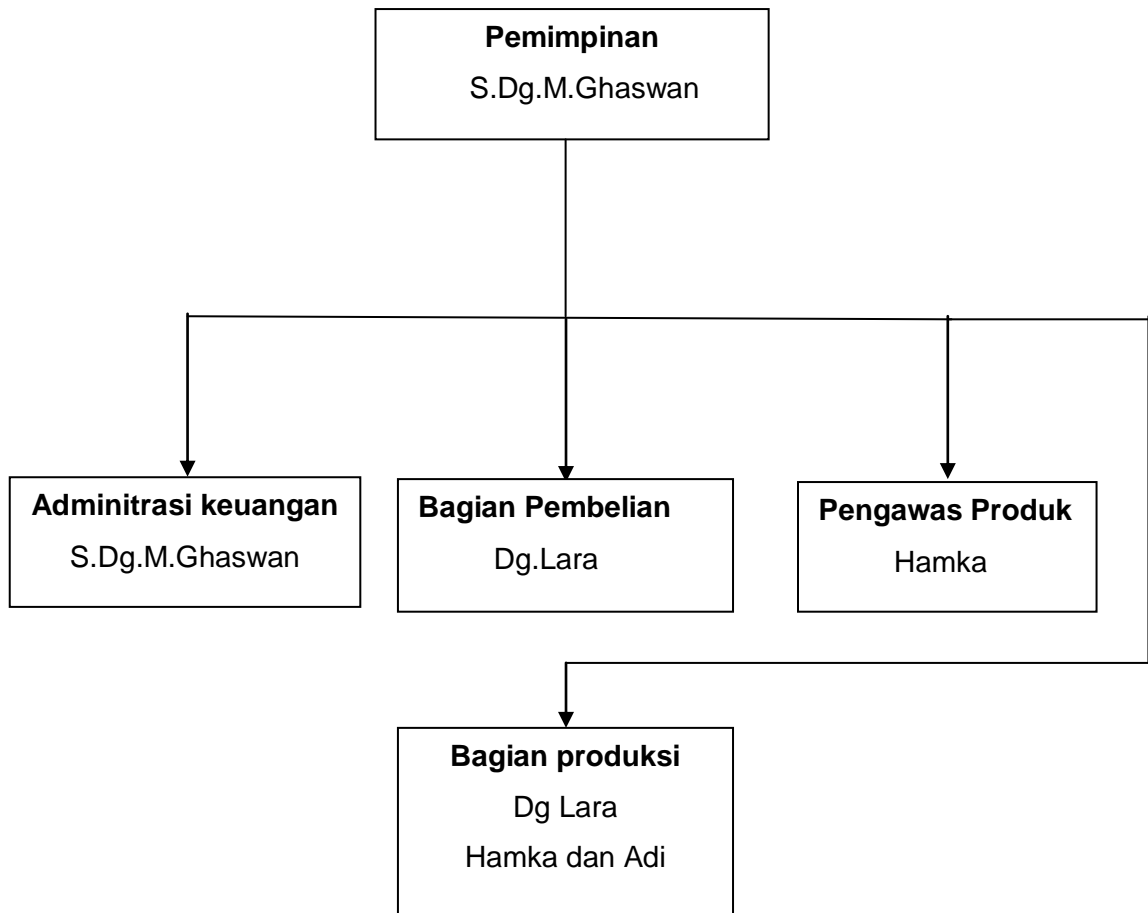 Pemimpinan
S.Dg.M.Ghaswan
Adminitrasi keuangan
S.Dg.M.Ghaswan
Bagian Pembelian
Dg.Lara
Pengawas Produk
Hamka
Bagian produksi
Dg Lara
Hamka dan Adi